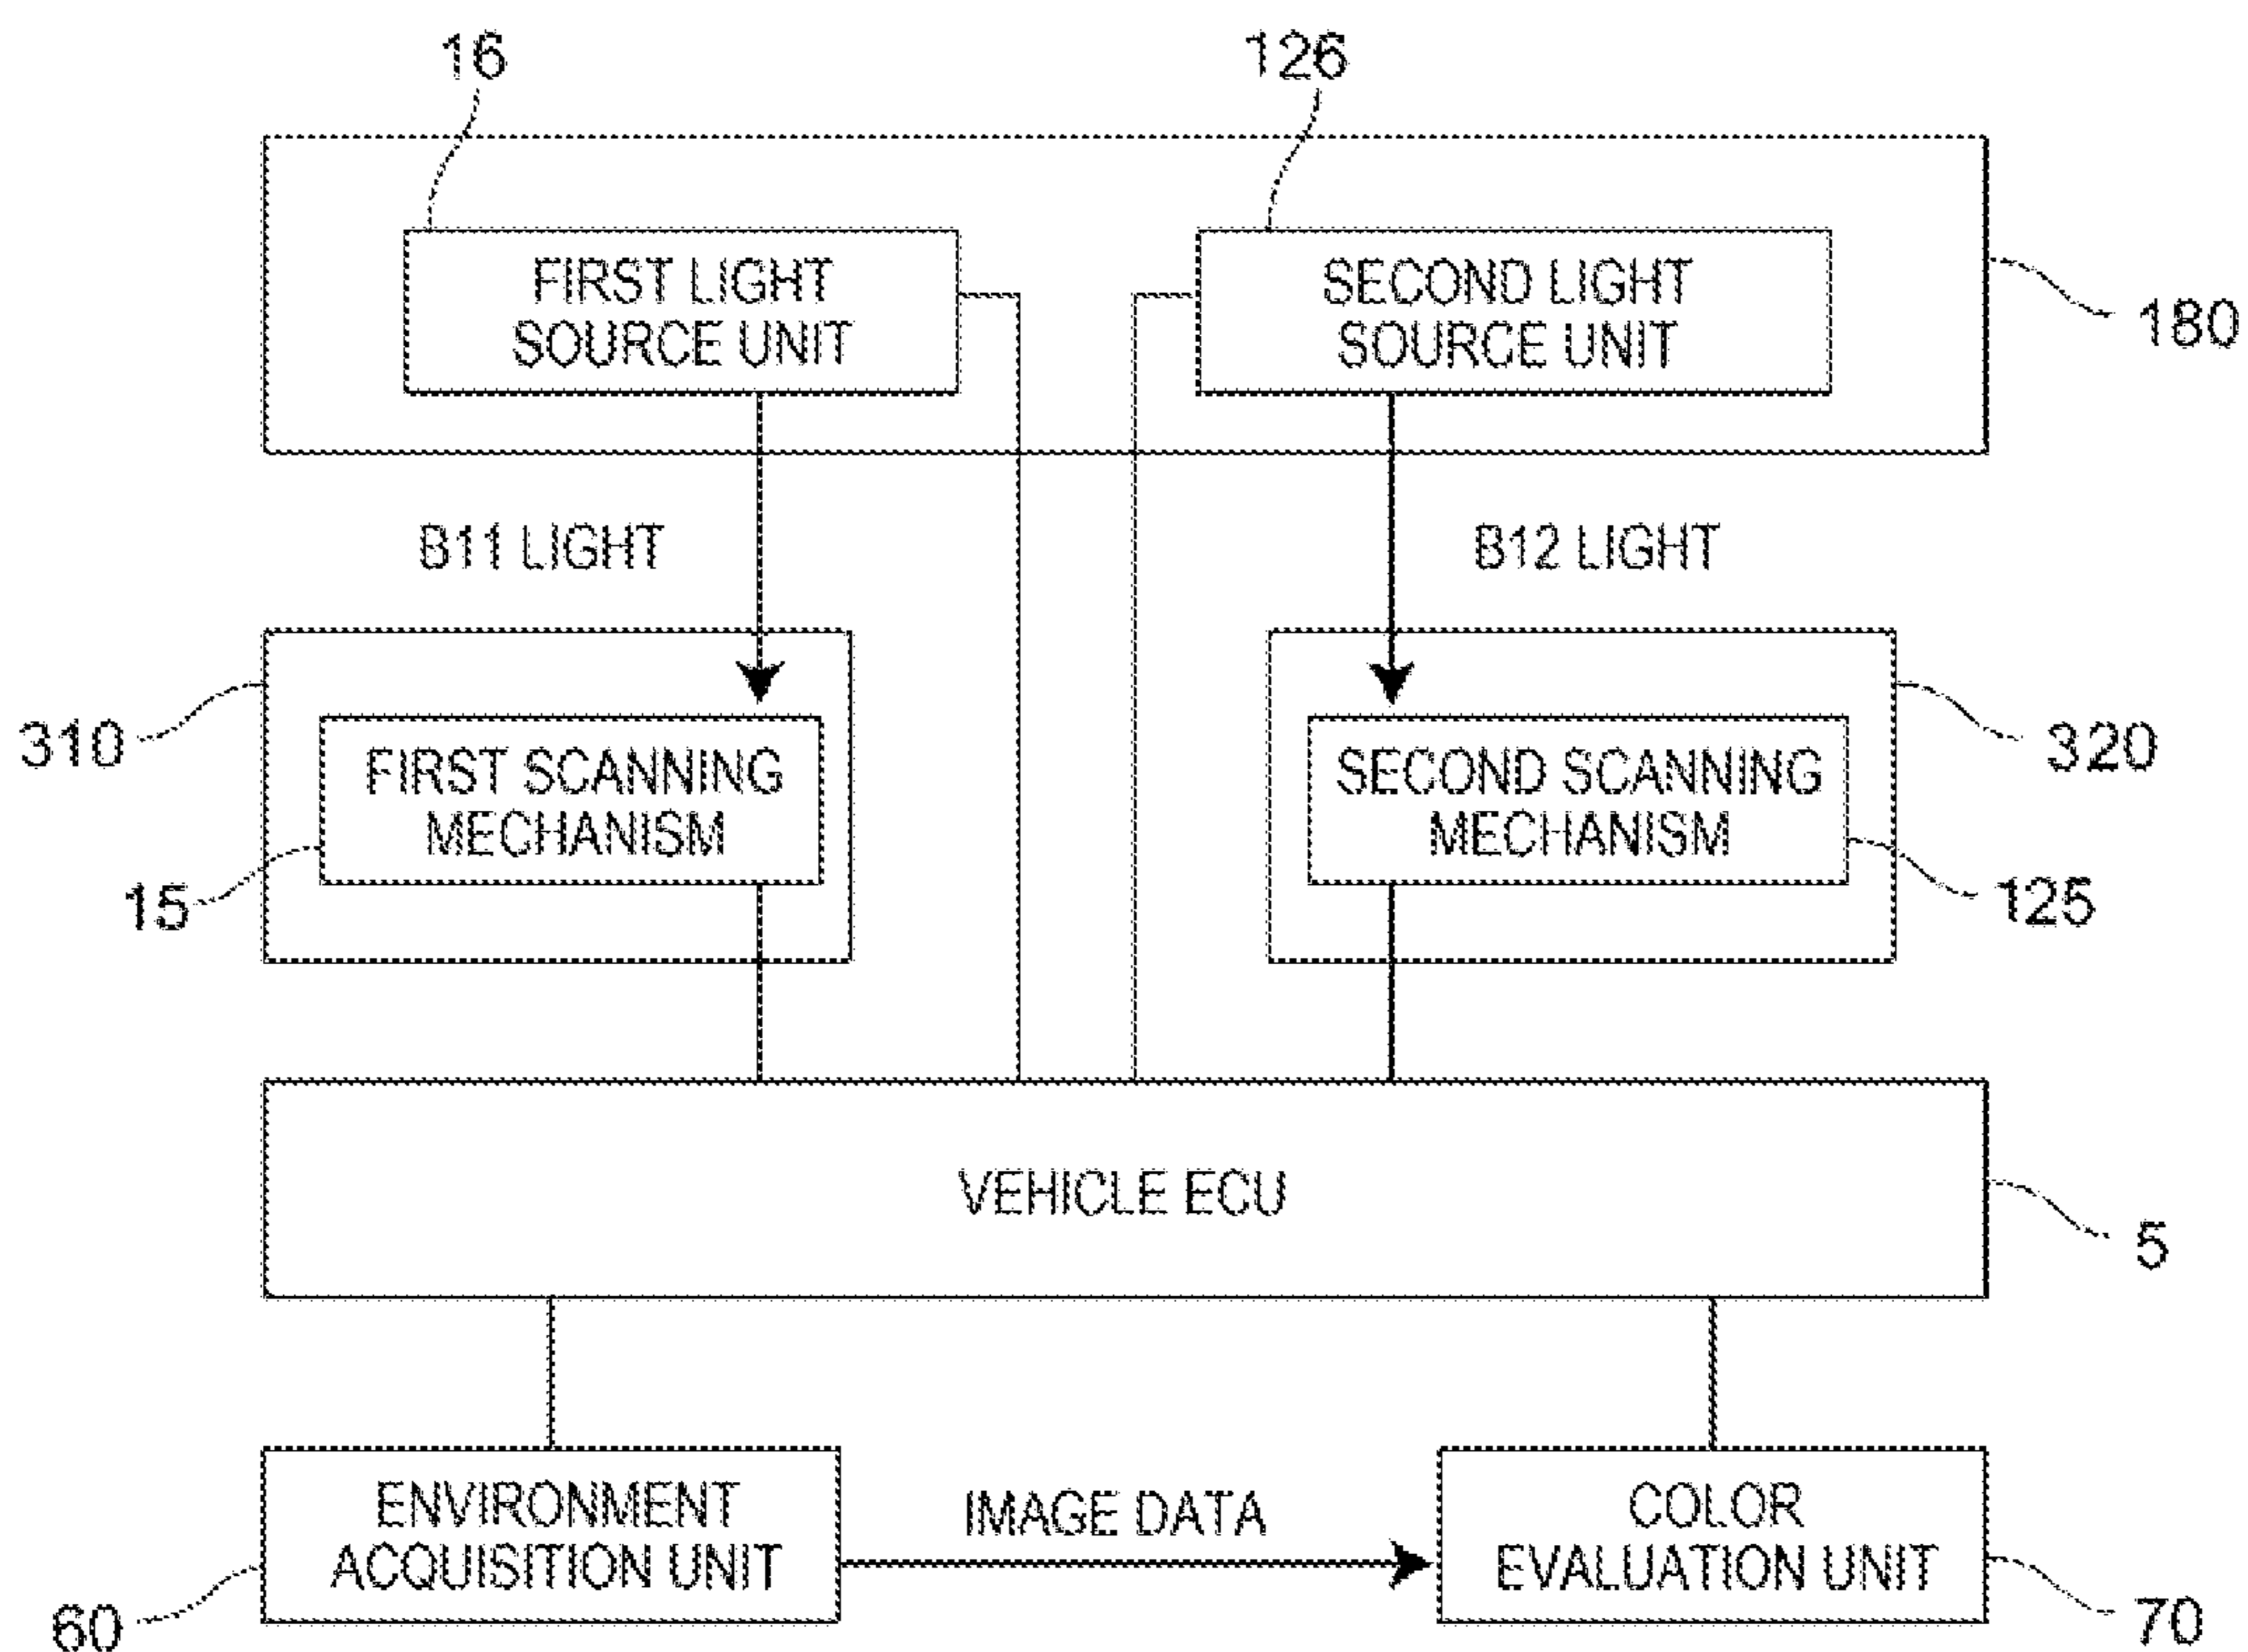 16
126
FIRST LIGHT
SOURCE UNIT
SECOND LIGHT
SOURCE UNIT
180
B11 LIGHT
B12 LIGHT
310
FIRST SCANNING
MECHANISM
SECOND SCANNING
MECHANISM
320
15
125
VEHICLE ECU
5
ENVIRONMENT
ACQUISITION UNIT
IMAGE DATA
COLOR
EVALUATION UNIT
60
70